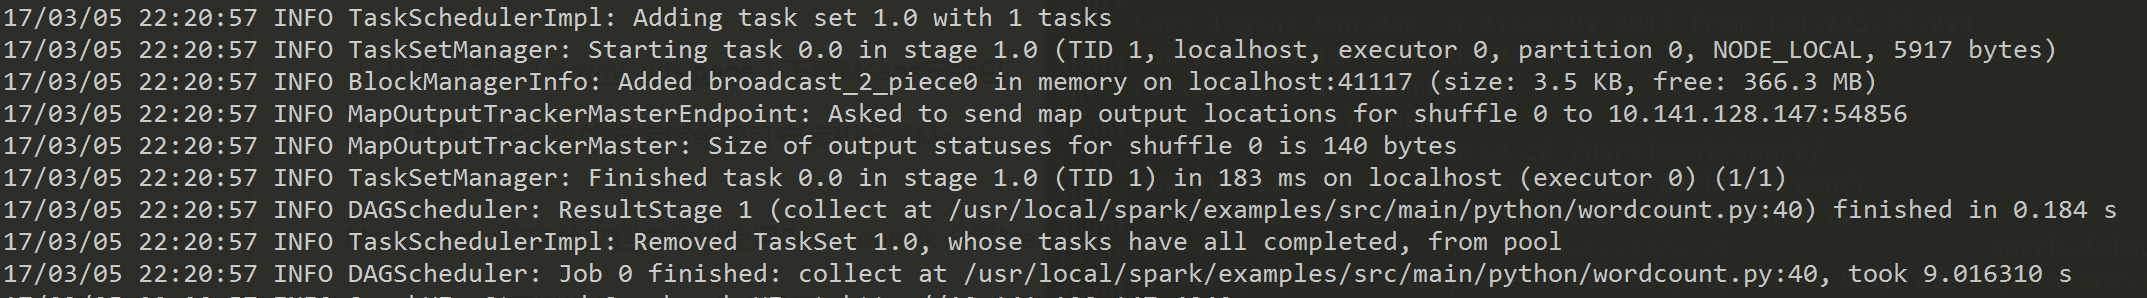 17/03/05 22:20:57 INFO TaskSchedulerImpl: Adding task set 1.0 with 1 tasks
17/03/05 22:20:57 INFO TaskSetManager: Starting task 0.0 in stage 1.0 (TID 1, localhost, executor 0, partition 0, NODE_LOCAL, 5917 bytes)
17/03/05 22:20:57 INFO BlockManagerInfo: Added broadcast_2_piece0 in memory on localhost:41117 (size: 3.5 KB, free: 366.3 MB)
17/03/05 22:20:57 INFO MapOutputTrackerMasterEndpoint: Asked to send map output locations for shuffle 0 to 10.141.128.147:54856
17/03/05 22:20:57 INFO MapOutputTrackerMaster: Size of output statuses for shuffle 0 is 140 bytes
17/03/05 22:20:57 INFO TaskSetManager: Finished task 0.0 in stage 1.0 (TID 1) in 183 ms on localhost (executor 0) (1/1)
17/03/05 22:20:57 INFO DAGScheduler: ResultStage 1 (collect at /usr/local/spark/examples/src/main/python/wordcount.py:40) finished in 0.184 s
17/03/05 22:20:57 INFO TaskSchedulerImpl: Removed TaskSet 1.0, whose tasks have all completed, from pool
17/03/05 22:20:57 INFO DAGScheduler: Job 0 finished: collect at /usr/local/spark/examples/src/main/python/wordcount.py:40, took 9.016310 s